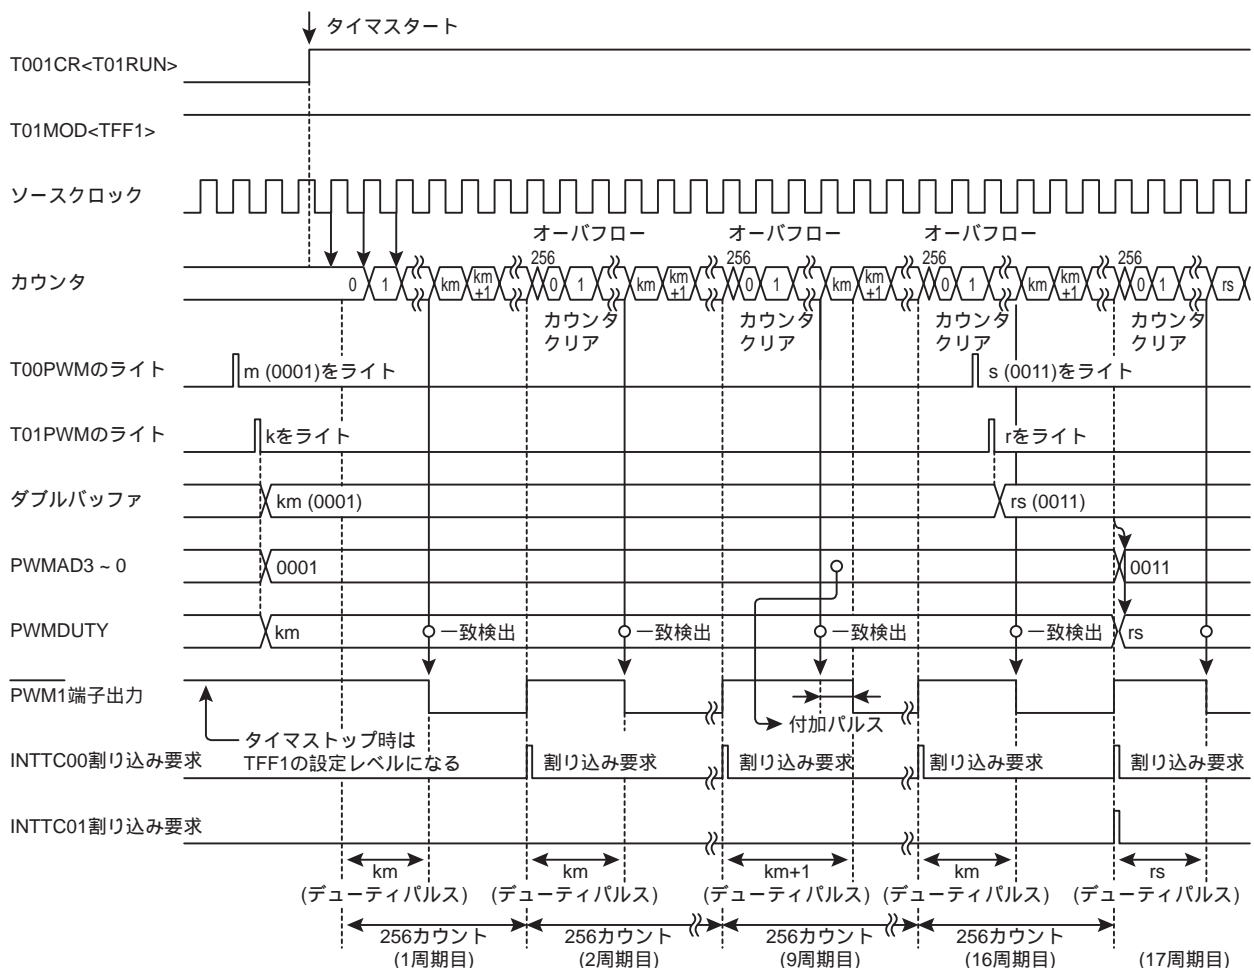 タイマスタート
T001CR<T01RUN>
T01MOD<TFF1>
ソースクロック
オーバフロー オーバフロー オーバフロー
256 256 256 256
カウンタ 0 1 km km+1 0 1 km km+1 0 1 km km+1 0 1 km km+1 0 1 rs
カウンタ カウンタ カウンタ カウンタ
クリア クリア クリア クリア
T00PWMのライト m (0001)をライト s (0011)をライト
T01PWMのライト kをライト rをライト
ダブルバッファ km (0001) rs (0011)
PWMAD3 ~ 0 0001 0011
PWMDUTY km 一致検出 一致検出 一致検出 一致検出 rs
PWM1端子出力
付加パルス
タイマストップ時は
TFF1の設定レベルになる
INTTC00割り込み要求 割り込み要求 割り込み要求 割り込み要求 割り込み要求
INTTC01割り込み要求
km km km+1 km rs
(デューティパルス) (デューティパルス) (デューティパルス) (デューティパルス) (デューティパルス)
256カウント 256カウント 256カウント 256カウント
(1周期目) (2周期目) (9周期目) (16周期目) (17周期目)